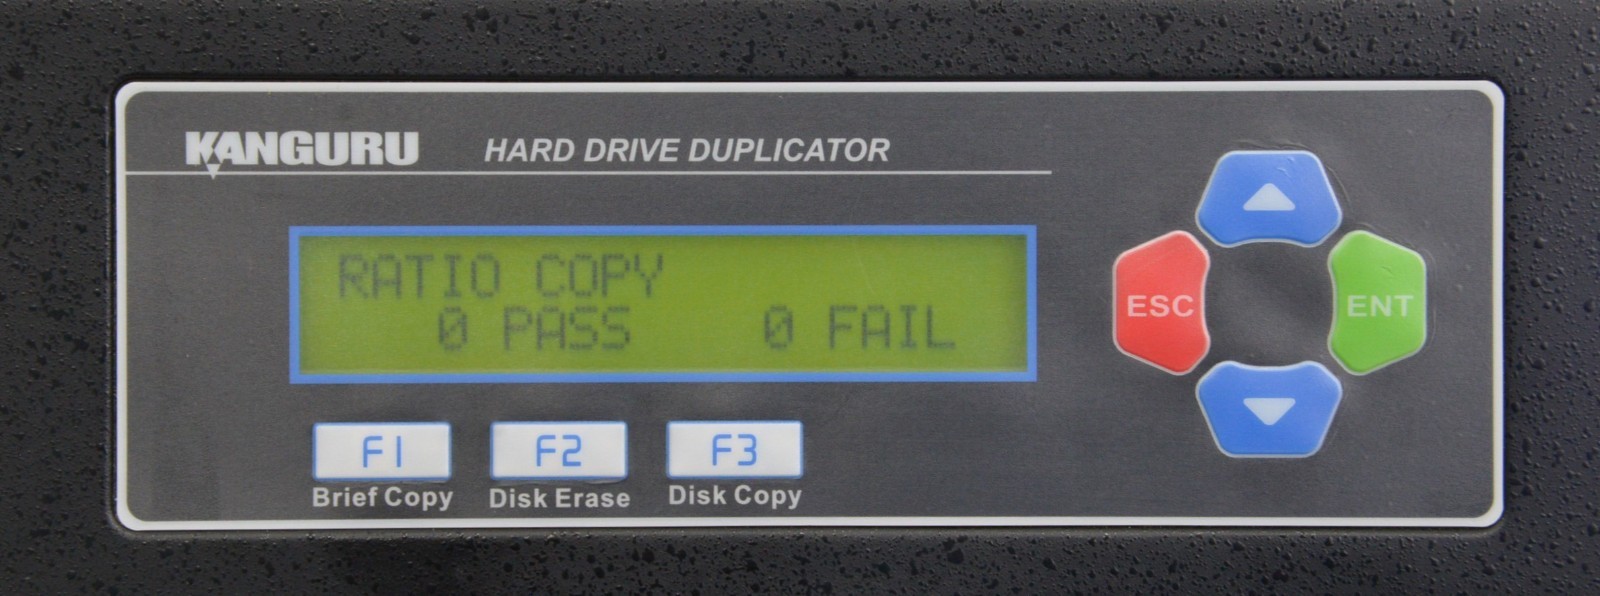 KANGURU HARD DRIVE DUPLICATOR
RATIO COPY
0 PASS 0 FAIL
ESC ENT
F1 F2 F3
Brief Copy Disk Erase Disk Copy